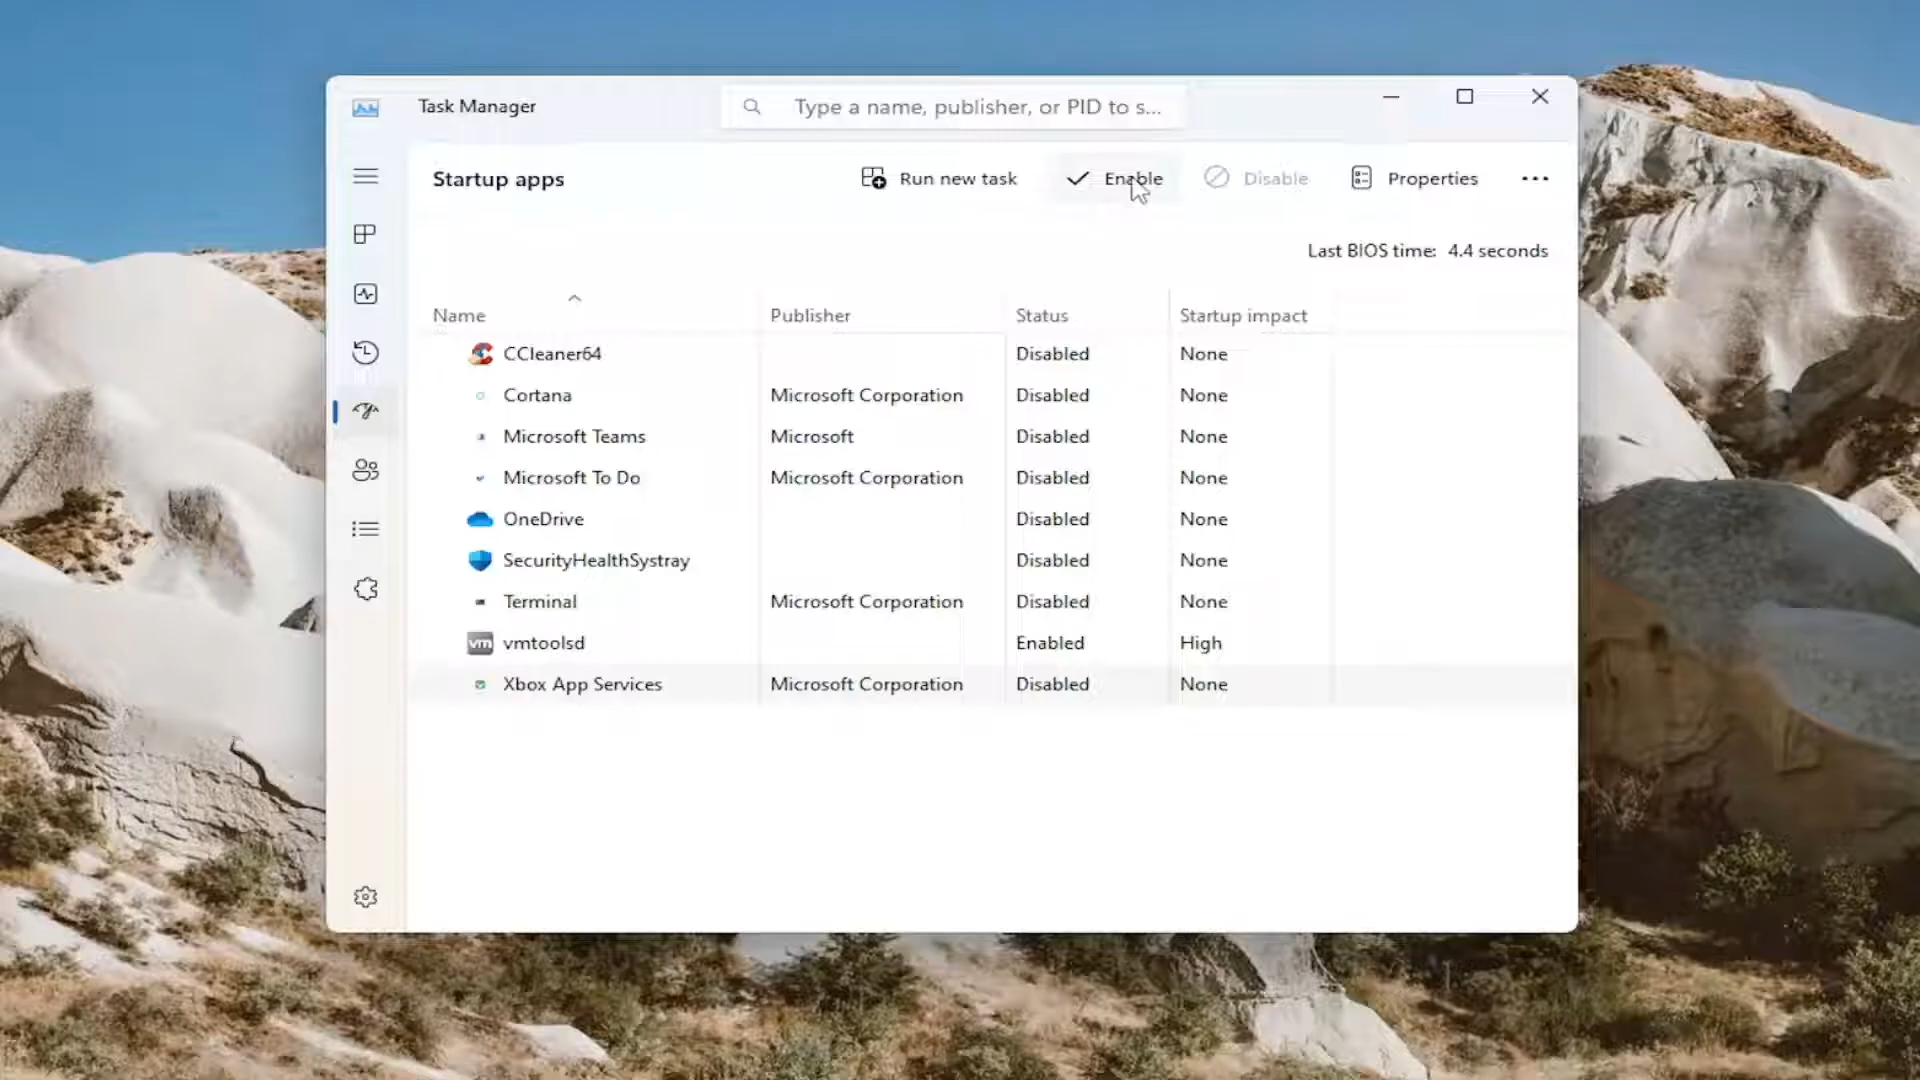 Task Manager
Type a name, publisher, or PID to s...
Startup apps
Run new task
Enable
Disable
Properties
Last BIOS time: 4.4 seconds
Name Publisher Status Startup impact
CCleaner64 Disabled None
Cortana Microsoft Corporation Disabled None
Microsoft Teams Microsoft Disabled None
Microsoft To Do Microsoft Corporation Disabled None
OneDrive Disabled None
SecurityHealthSystray Disabled None
Terminal Microsoft Corporation Disabled None
vm vmtoolsd Enabled High
Xbox App Services Microsoft Corporation Disabled None